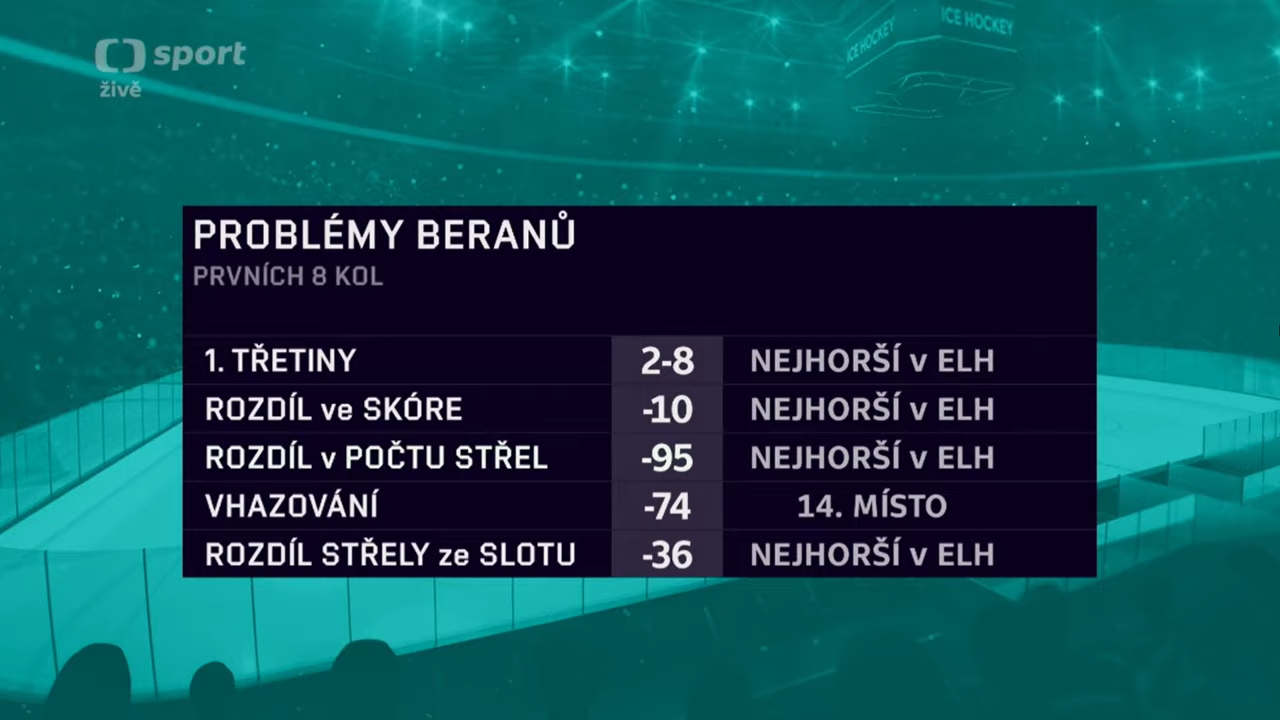 sport
živě
ICE HOCKEY
ICE HOCKEY
PROBLÉMY BERANŮ
PRVNÍCH 8 KOL
1. TŘETINY 2-8 NEJHORŠÍ v ELH
ROZDÍL ve SKÓRE -10 NEJHORŠÍ v ELH
ROZDÍL v POČTU STŘEL -95 NEJHORŠÍ v ELH
VHAZOVÁNÍ -74 14. MÍSTO
ROZDÍL STŘELY ze SLOTU -36 NEJHORŠÍ v ELH